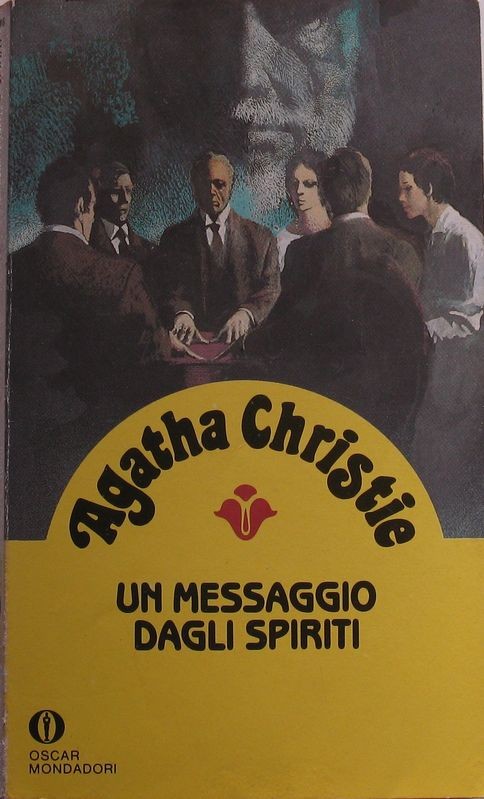 Agatha Christie
UN MESSAGGIO
DAGLI SPIRITI
OSCAR
MONDADORI